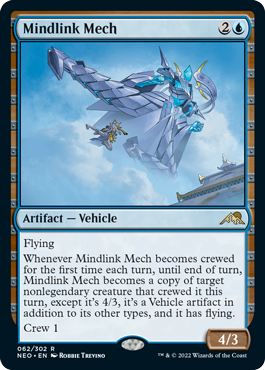 Mindlink Mech 2
Artifact — Vehicle
Flying
Whenever Mindlink Mech becomes crewed
for the first time each turn, until end of turn,
Mindlink Mech becomes a copy of target
nonlegendary creature that crewed it this
turn, except it's 4/3, it's a Vehicle artifact in
addition to its other types, and it has flying.
Crew 1
4/3
062/302 R
NEO • EN Robbie Trevino ™ & © 2022 Wizards of the Coast